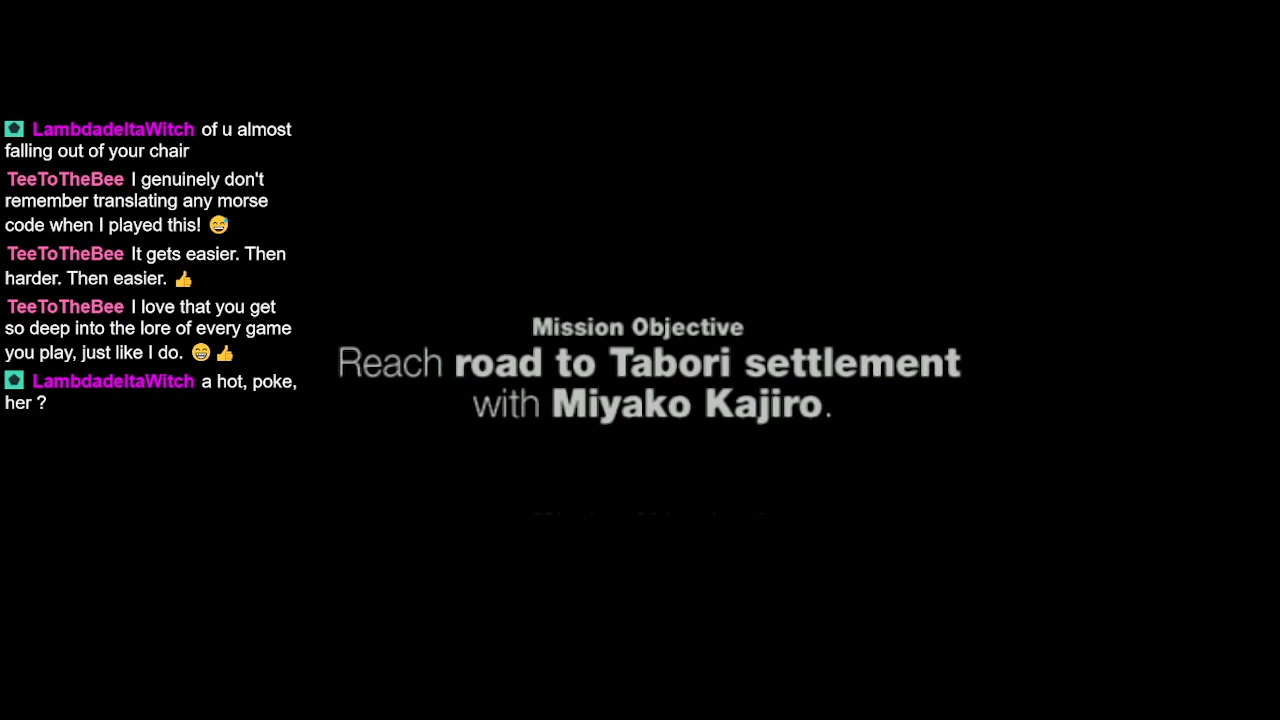 LambdadeltaWitch of u almost
falling out of your chair
TeeToTheBee I genuinely don't
remember translating any morse
code when I played this! 😅
TeeToTheBee It gets easier. Then
harder. Then easier. 👍
TeeToTheBee I love that you get
so deep into the lore of every game
you play, just like I do. 😁 👍
LambdadeltaWitch a hot, poke,
her ?
Mission Objective
Reach road to Tabori settlement
with Miyako Kajiro.